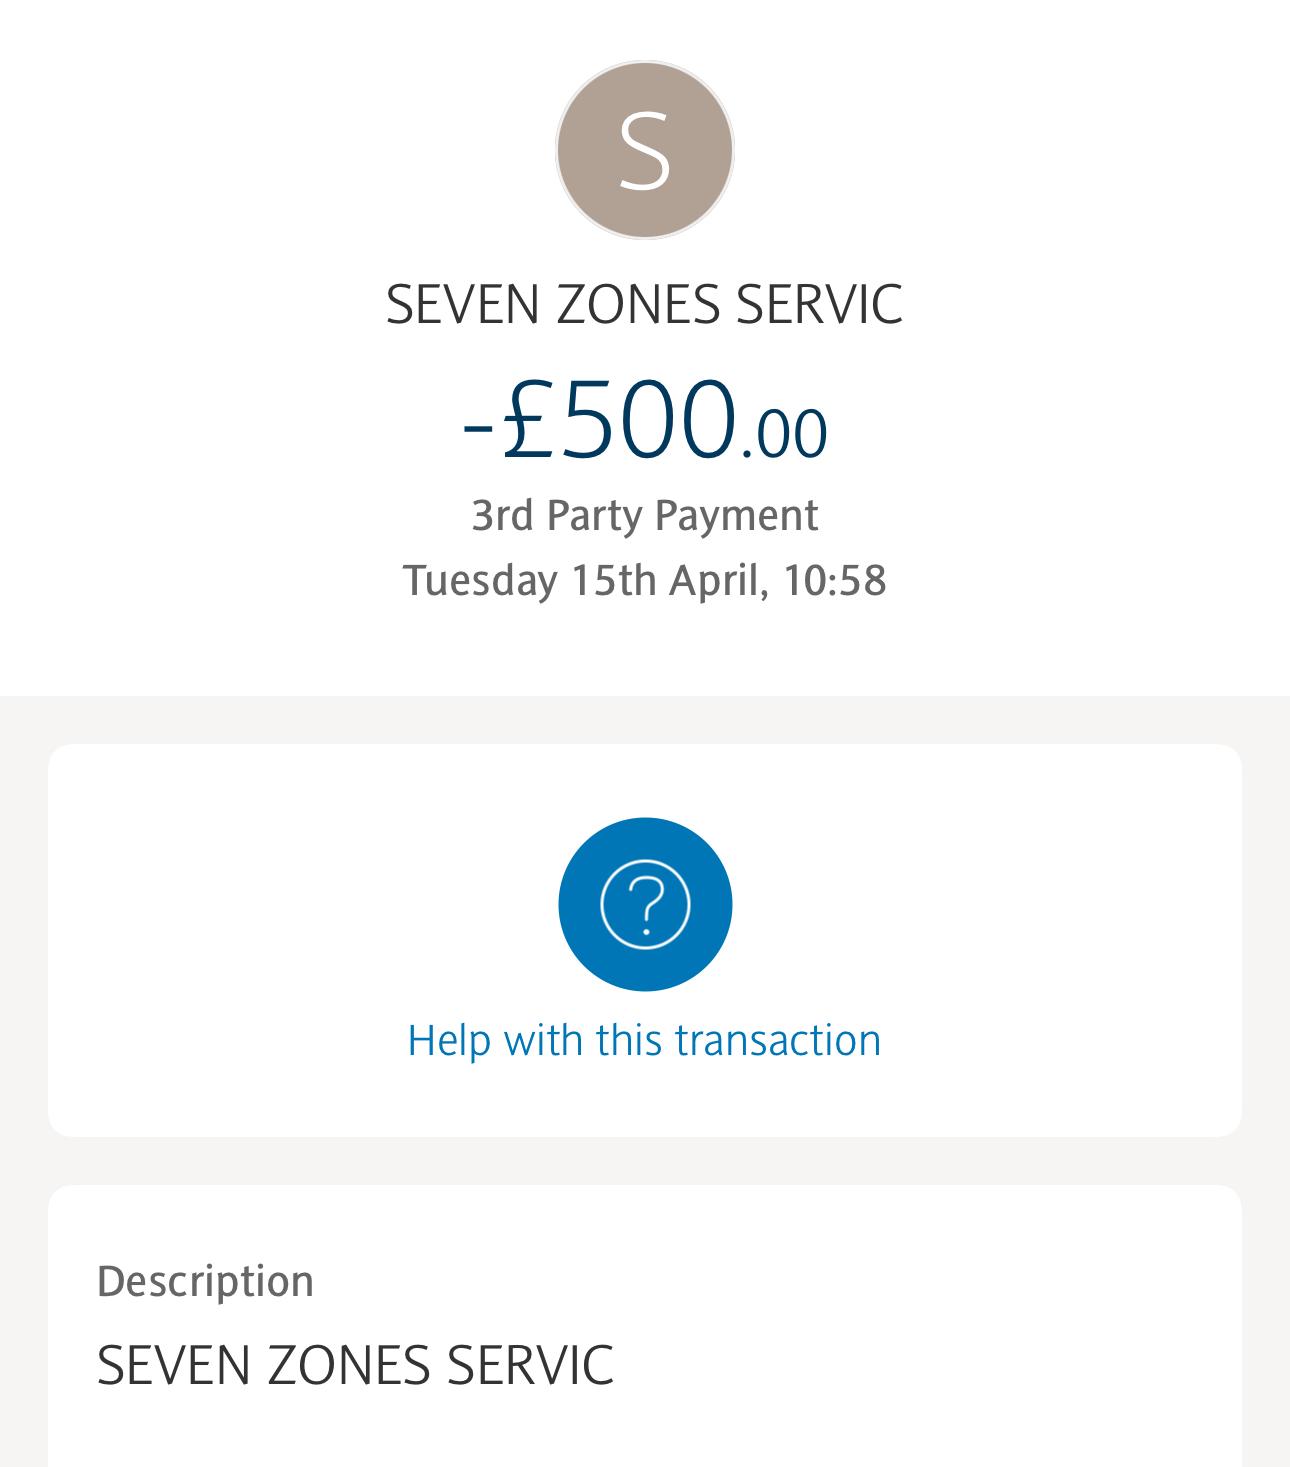 S
SEVEN ZONES SERVIC
-£500.00
3rd Party Payment
Tuesday 15th April, 10:58
?
Help with this transaction
Description
SEVEN ZONES SERVIC